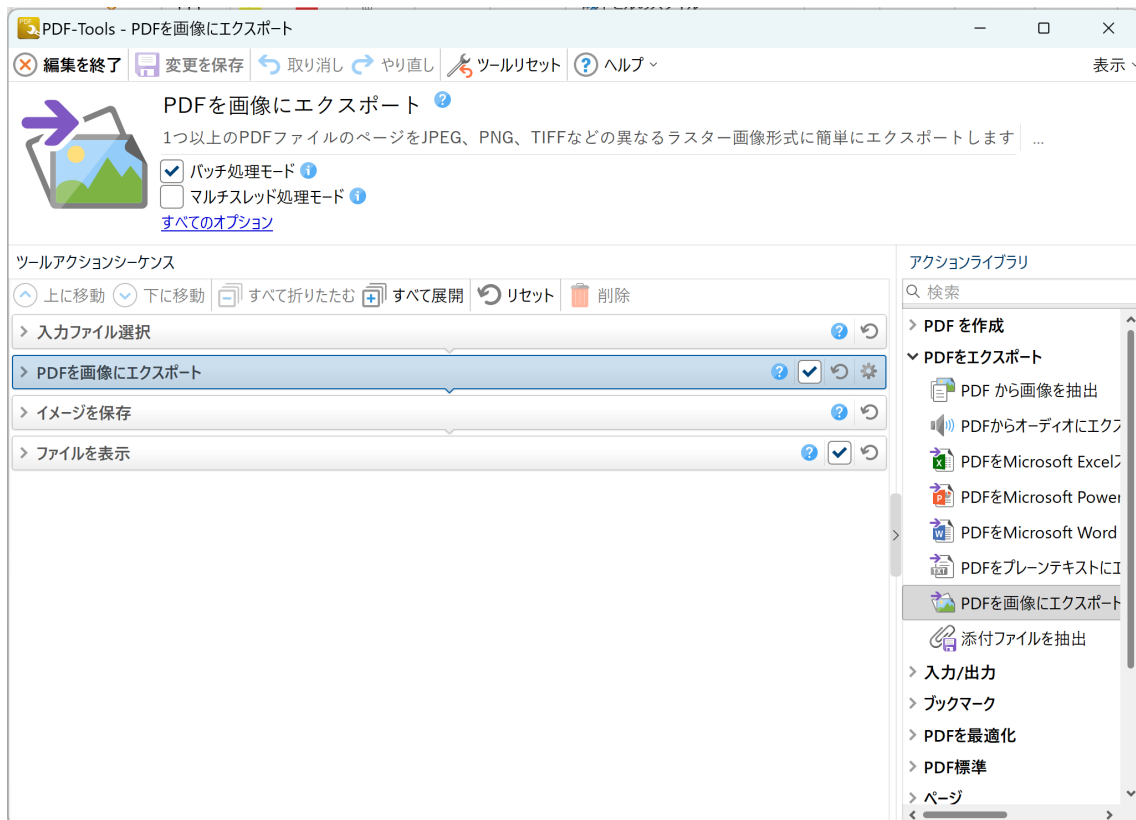 PDF-Tools - PDFを画像にエクスポート
編集を終了 変更を保存 取り消し やり直し ツールリセット ヘルプ 表示
PDFを画像にエクスポート
1つ以上のPDFファイルのページをJPEG、PNG、TIFFなどの異なるラスター画像形式に簡単にエクスポートします ...
バッチ処理モード
マルチスレッド処理モード
すべてのオプション
ツールアクションシーケンス
上に移動 下に移動 すべて折りたたむ すべて展開 リセット 削除
入力ファイル選択
PDFを画像にエクスポート
イメージを保存
ファイルを表示
アクションライブラリ
検索
PDF を作成
PDFをエクスポート
PDF から画像を抽出
PDFからオーディオにエクス
PDFをMicrosoft Excel
PDFをMicrosoft Power
PDFをMicrosoft Word
PDFをプレーンテキストにエ
PDFを画像にエクスポート
添付ファイルを抽出
入力/出力
ブックマーク
PDFを最適化
PDF標準
ページ